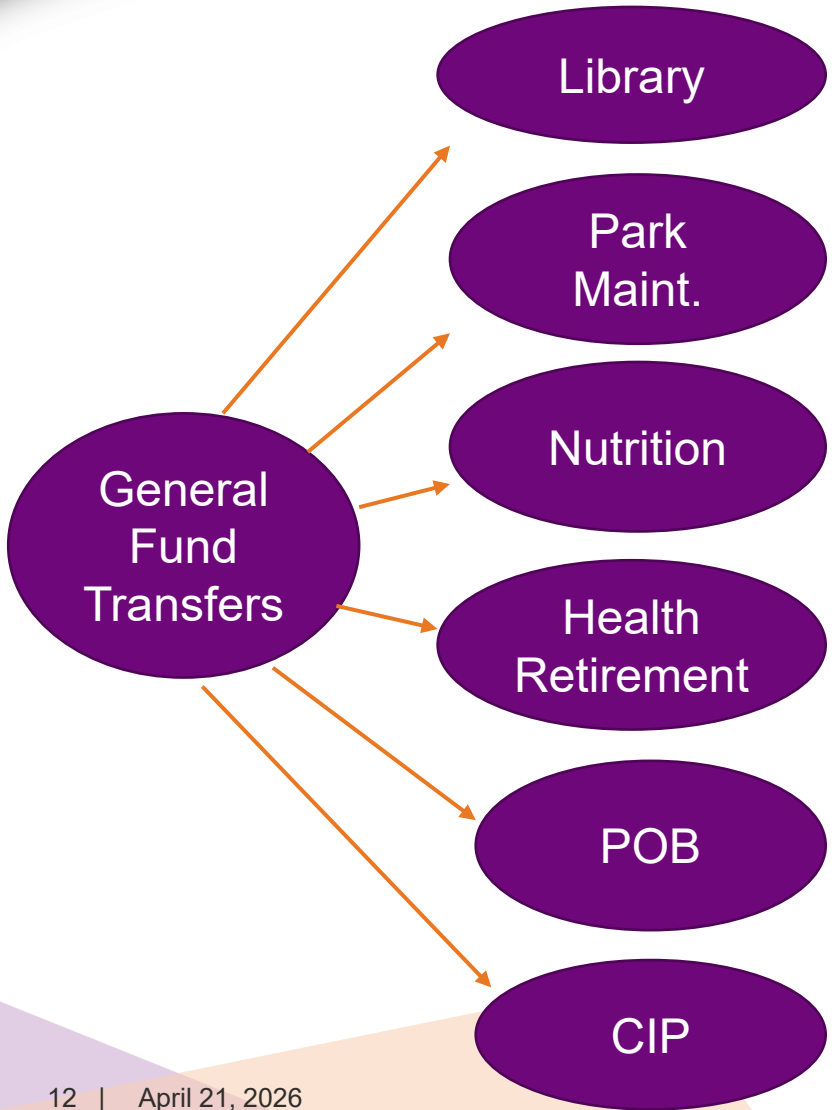 Library
Park
Maint.
Nutrition
General
Fund
Transfers
Health
Retirement
POB
CIP
12 | April 21, 2026